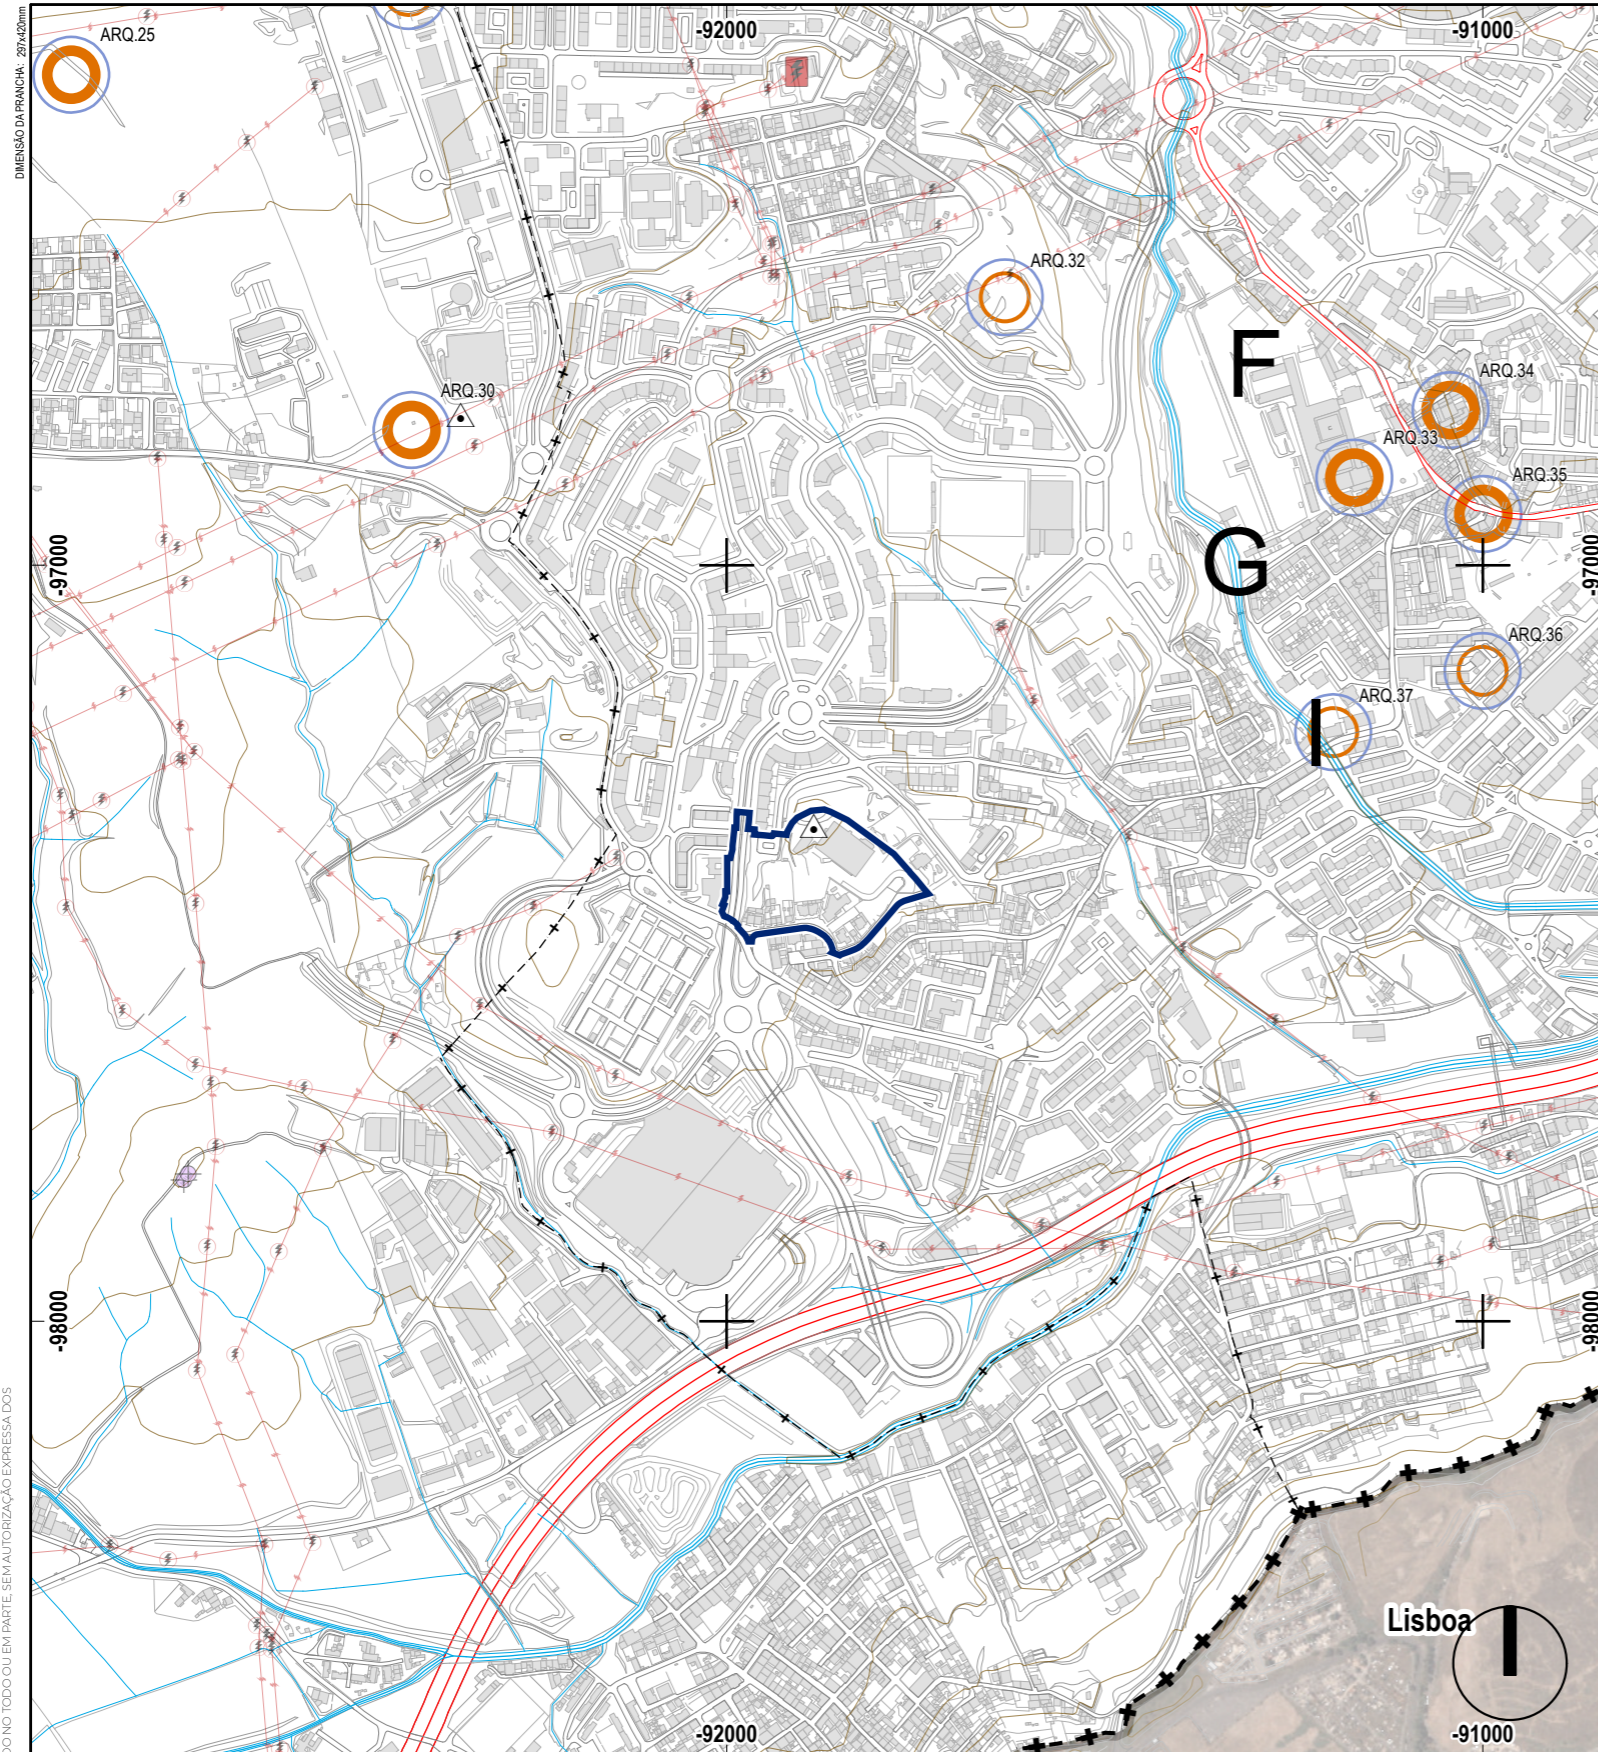 DIMENSÃO DA PRANCHA: 297x420mm
ARQ.25
-92000
-91000
ARQ.32
F
ARQ.34
ARQ.30
ARQ.33
ARQ.35
-97000
G
-97000
ARQ.36
ARQ.37
I
-98000
-98000
DO NO TODO OU EM PARTE, SEM AUTORIZAÇÃO EXPRESSA DOS
Lisboa
-92000
-91000